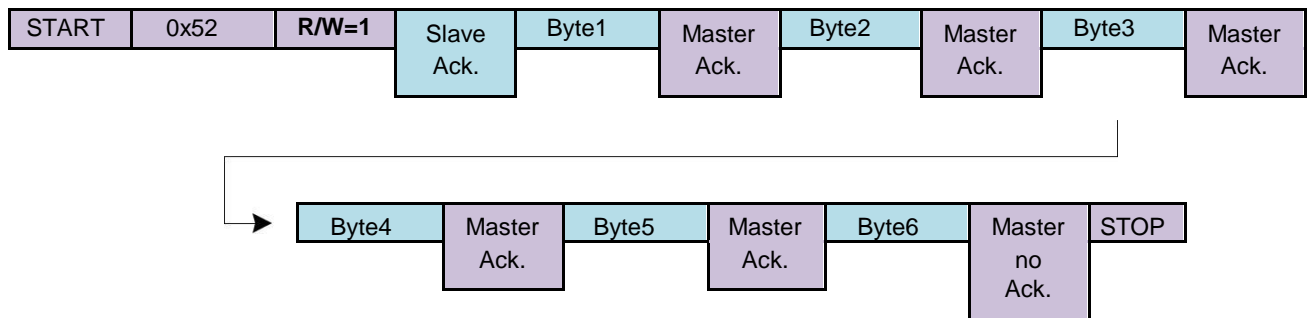 START 0x52 R/W=1 Slave Ack. Byte1 Master Ack. Byte2 Master Ack. Byte3 Master Ack.
Byte4 Master Ack. Byte5 Master Ack. Byte6 Master no Ack. STOP